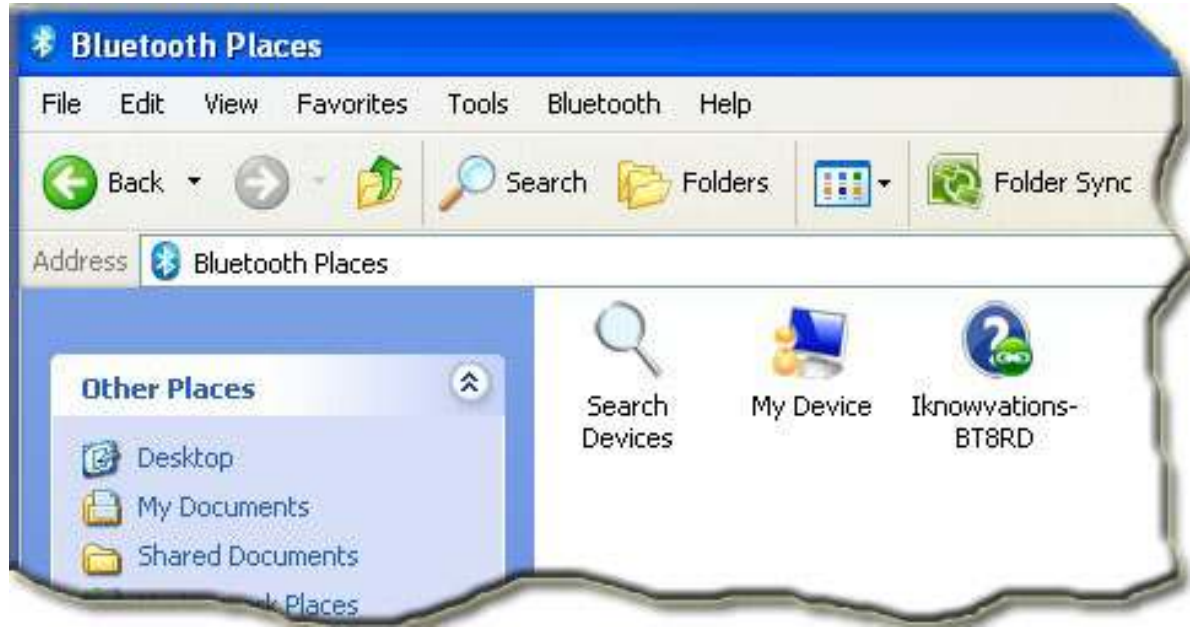 Bluetooth Places
File Edit View Favorites Tools Bluetooth Help
Back Search Folders Folder Sync
Address Bluetooth Places
Other Places
Desktop
My Documents
Shared Documents
Places
Search
Devices
My Device
Iknowvations-
BT8RD